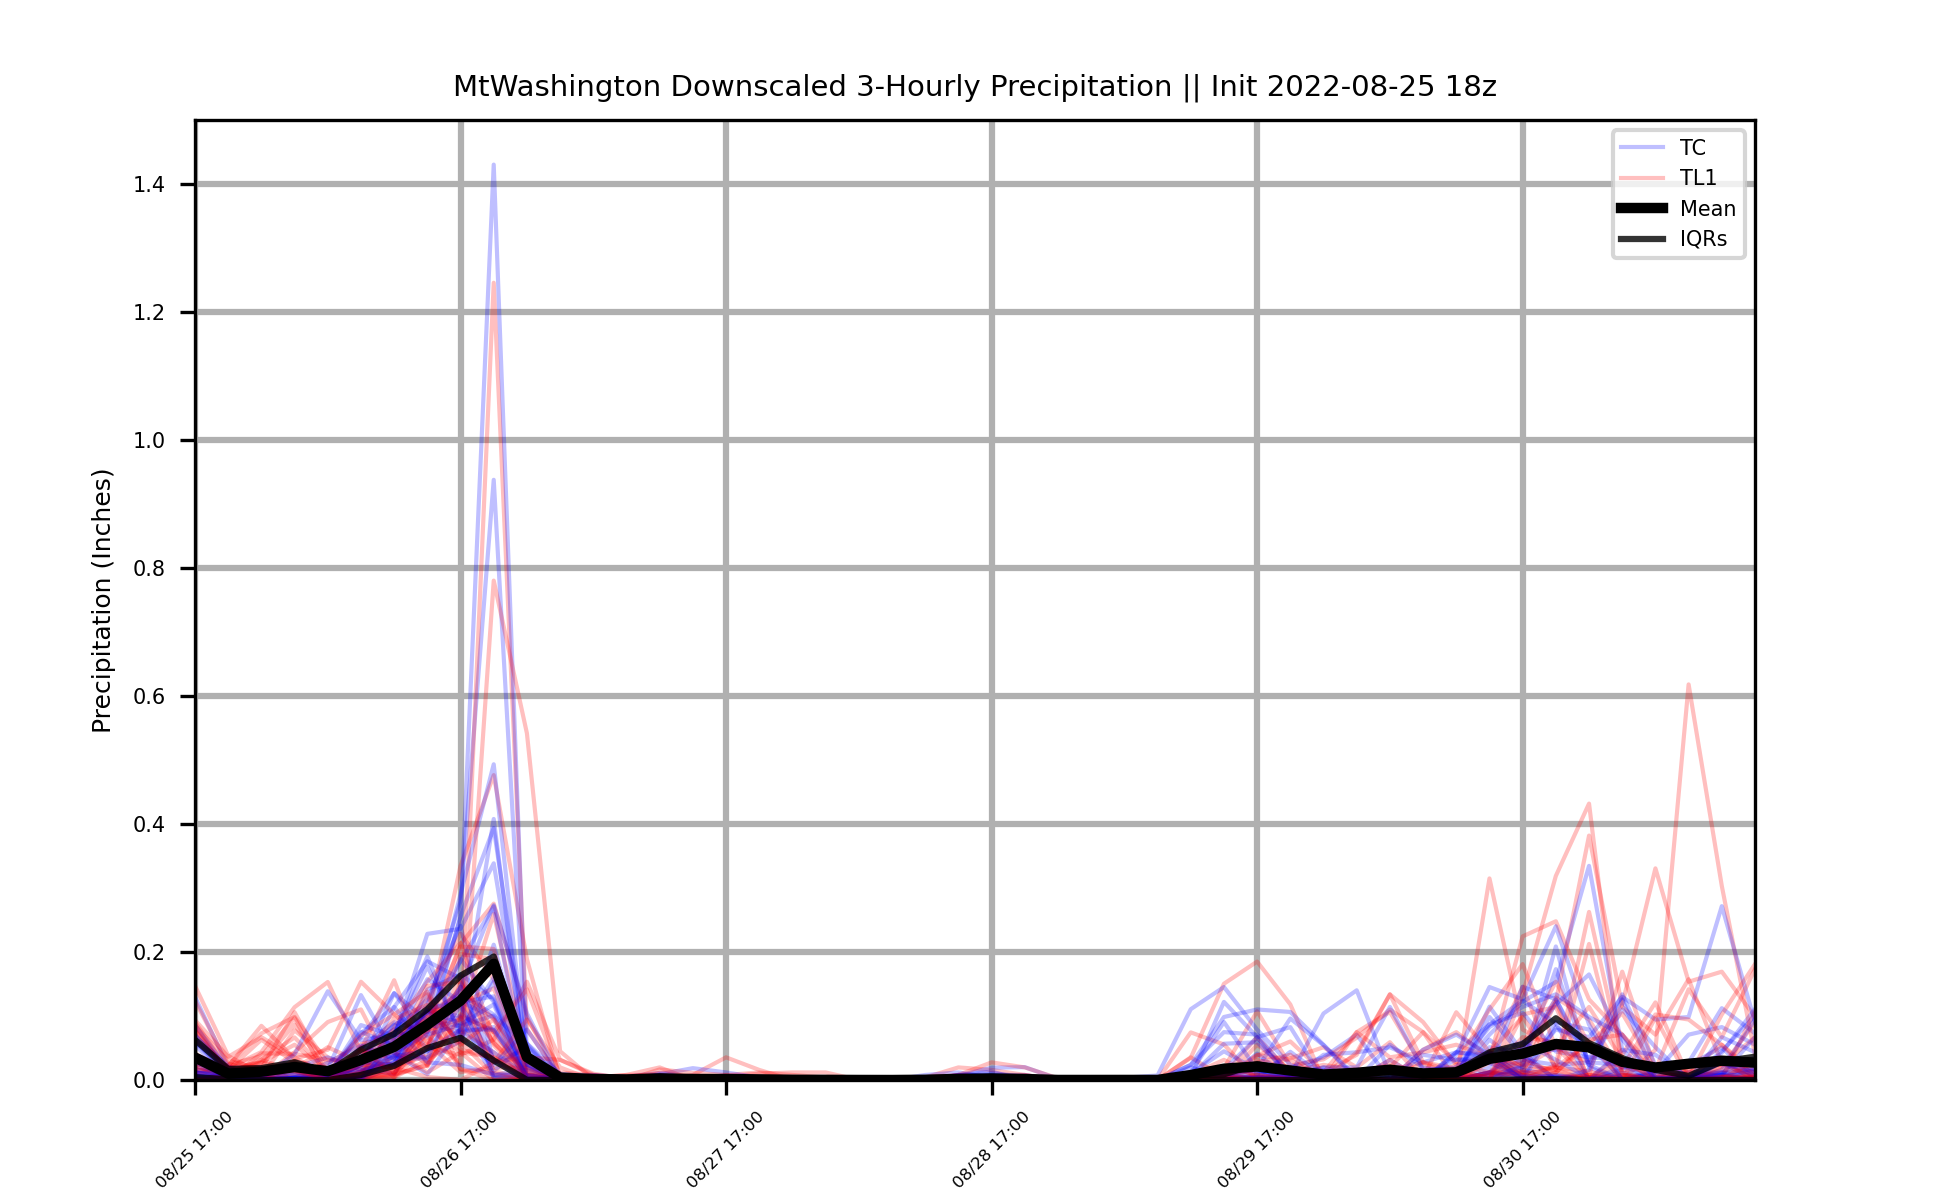 MtWashington Downscaled 3-Hourly Precipitation || Init 2022-08-25 18z
TC
TL1
Mean
IQRs
Precipitation (Inches)
1.4
1.2
1.0
0.8
0.6
0.4
0.2
0.0
08/25 17:00
08/26 17:00
08/27 17:00
08/28 17:00
08/29 17:00
08/30 17:00